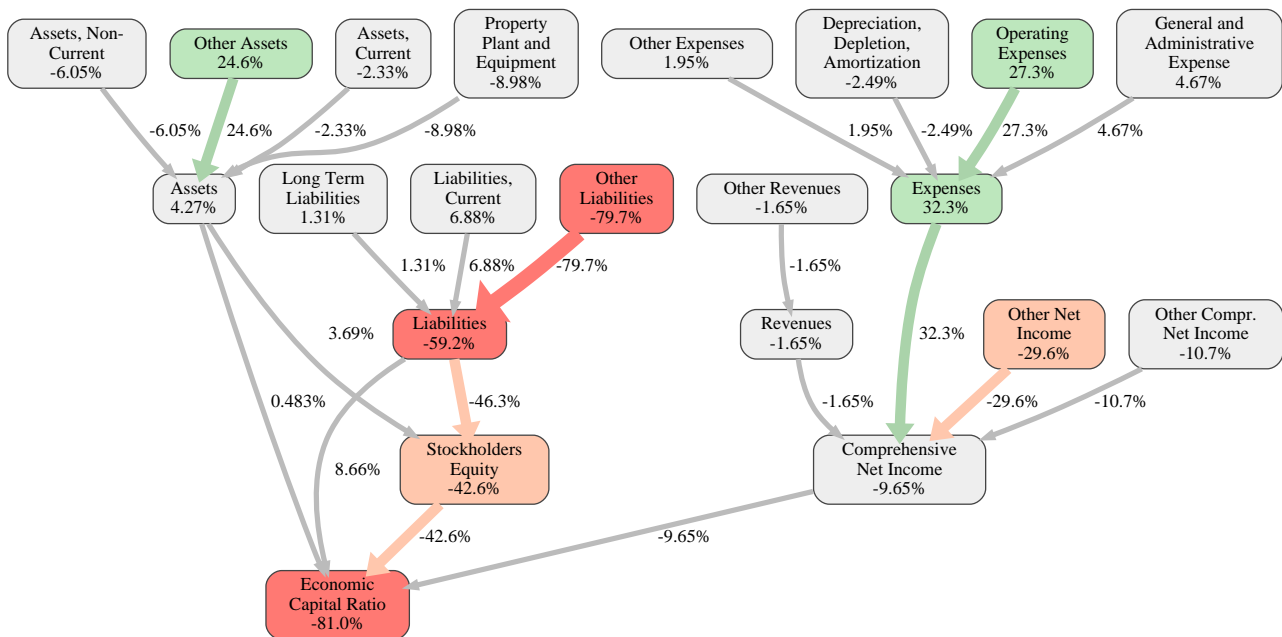 Assets, Non-
Current
-6.05%
Other Assets
24.6%
Assets,
Current
-2.33%
Property
Plant and
Equipment
-8.98%
Other Expenses
1.95%
Depreciation,
Depletion,
Amortization
-2.49%
Operating
Expenses
27.3%
General and
Administrative
Expense
4.67%
-6.05%
24.6%
-2.33%
-8.98%
1.95%
-2.49%
27.3%
4.67%
Assets
4.27%
Long Term
Liabilities
1.31%
Liabilities,
Current
6.88%
Other
Liabilities
-79.7%
Other Revenues
-1.65%
Expenses
32.3%
1.31%
6.88%
-79.7%
-1.65%
3.69%
Liabilities
-59.2%
Revenues
-1.65%
32.3%
Other Net
Income
-29.6%
Other Compr.
Net Income
-10.7%
0.483%
-46.3%
-1.65%
-29.6%
-10.7%
8.66%
Stockholders
Equity
-42.6%
Comprehensive
Net Income
-9.65%
-42.6%
-9.65%
Economic
Capital Ratio
-81.0%